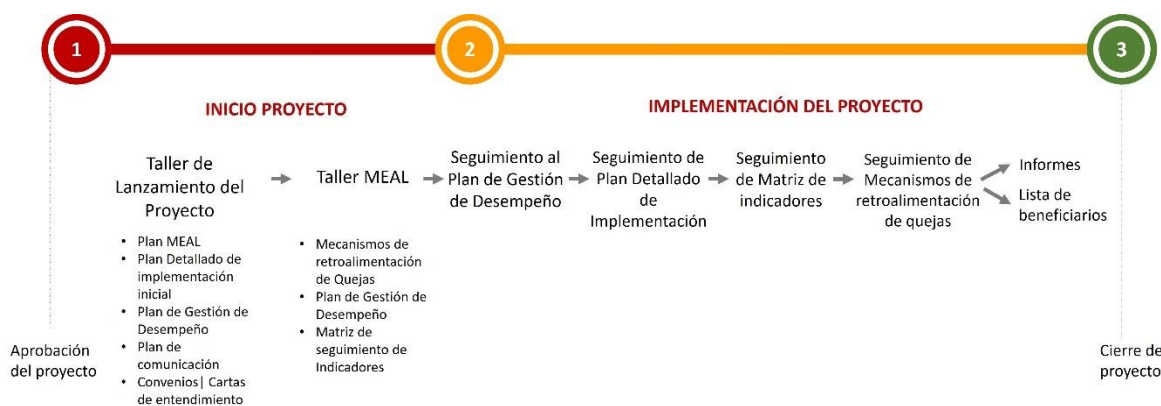 1
2
3
INICIO PROYECTO
IMPLEMENTACIÓN DEL PROYECTO
Taller de
Lanzamiento del
Proyecto
Taller MEAL
Seguimiento al
Plan de Gestión
de Desempeño
Seguimiento de
Plan Detallado
de
Implementación
Seguimiento
de Matriz de
indicadores
Seguimiento de
Mecanismos de
retroalimentación
de quejas
Informes
Lista de
beneficiarios
• Plan MEAL
• Plan Detallado de
implementación
inicial
• Plan de Gestión de
Desempeño
• Plan de
comunicación
• Convenios| Cartas
de entendimiento
• Mecanismos de
retroalimentación
de Quejas
• Plan de Gestión de
Desempeño
• Matriz de
seguimiento de
Indicadores
Aprobación
del proyecto
Cierre de
proyecto